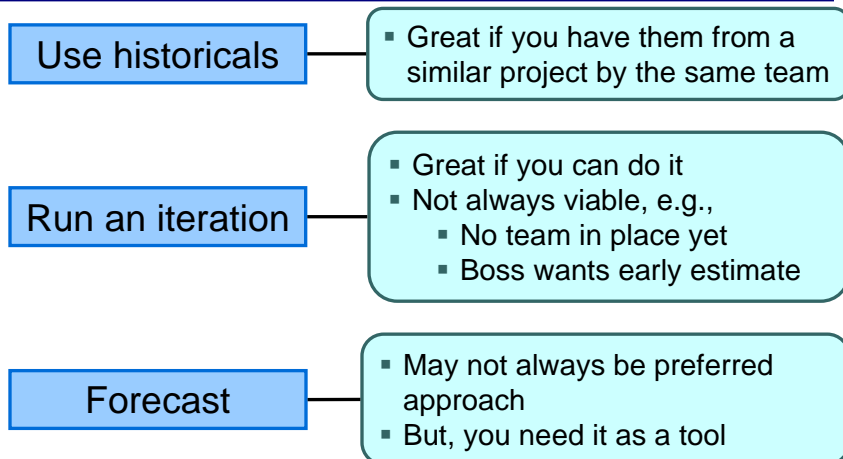 Use historicals
▪ Great if you have them from a
similar project by the same team
Run an iteration
▪ Great if you can do it
▪ Not always viable, e.g.,
▪ No team in place yet
▪ Boss wants early estimate
Forecast
▪ May not always be preferred
approach
▪ But, you need it as a tool